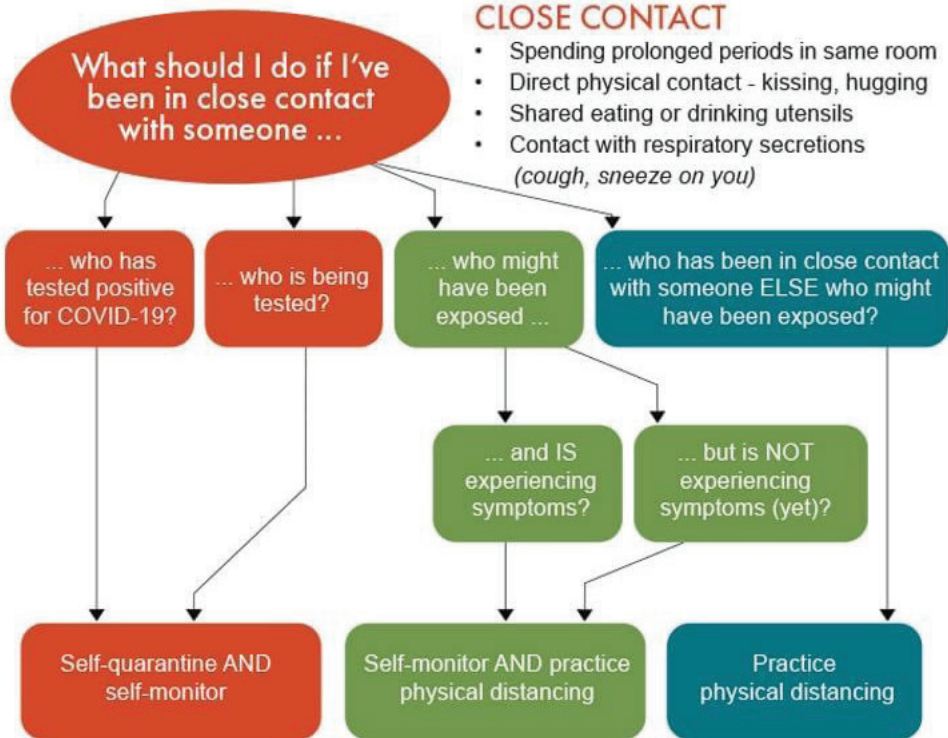 What should I do if I've
been in close contact
with someone ...
CLOSE CONTACT
• Spending prolonged periods in same room
• Direct physical contact - kissing, hugging
• Shared eating or drinking utensils
• Contact with respiratory secretions
(cough, sneeze on you)
... who has
tested positive
for COVID-19?
... who is being
tested?
... who might
have been
exposed ...
... who has been in close contact
with someone ELSE who might
have been exposed?
... and IS
experiencing
symptoms?
... but is NOT
experiencing
symptoms (yet)?
Self-quarantine AND
self-monitor
Self-monitor AND practice
physical distancing
Practice
physical distancing